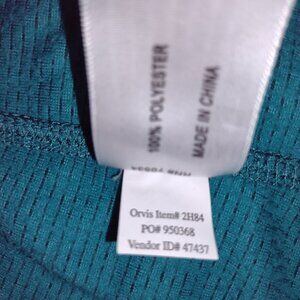 100% POLYESTER
MADE IN CHINA
Orvis Item# 2H84
PO# 950368
Vendor ID# 47437